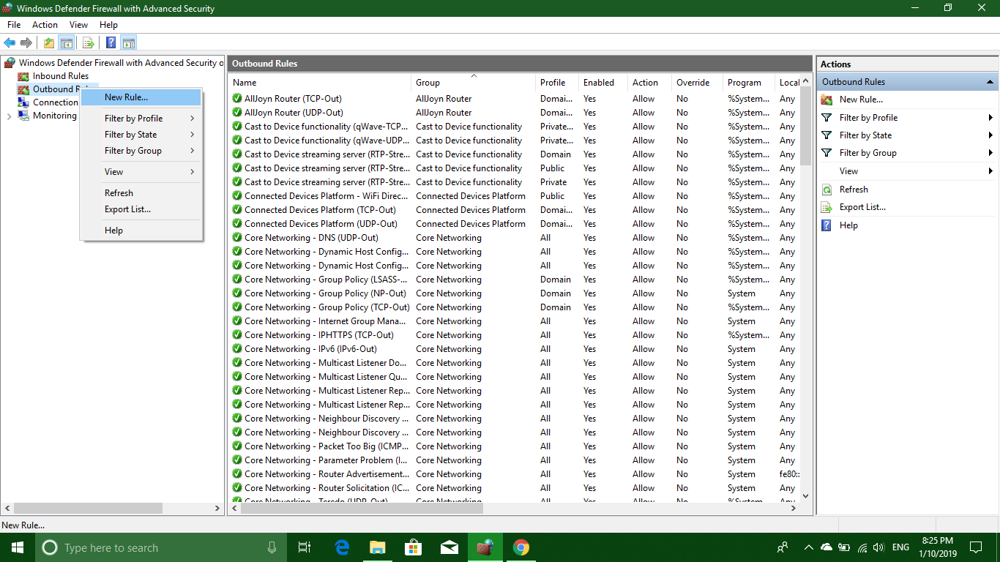 Windows Defender Firewall with Advanced Security
File Action View Help
Windows Defender Firewall with Advanced Security o
Inbound Rules
Outbound Ru
Connection
Monitoring
New Rule...
Filter by Profile
Filter by State
Filter by Group
View
Refresh
Export List...
Help
Outbound Rules
Name Group Profile Enabled Action Override Program Local
AllJoyn Router (TCP-Out) AllJoyn Router Domai... Yes Allow No %System... Any
AllJoyn Router (UDP-Out) AllJoyn Router Domai... Yes Allow No %System... Any
Cast to Device functionality (qWave-TCP... Cast to Device functionality Private... Yes Allow No %System... Any
Cast to Device functionality (qWave-UDP... Cast to Device functionality Private... Yes Allow No %System... Any
Cast to Device streaming server (RTP-Stre... Cast to Device functionality Domain Yes Allow No %System... Any
Cast to Device streaming server (RTP-Stre... Cast to Device functionality Public Yes Allow No %System... Any
Cast to Device streaming server (RTP-Stre... Cast to Device functionality Private Yes Allow No %System... Any
Connected Devices Platform - WiFi Direc... Connected Devices Platform Public Yes Allow No %System... Any
Connected Devices Platform (TCP-Out) Connected Devices Platform Domai... Yes Allow No %System... Any
Connected Devices Platform (UDP-Out) Connected Devices Platform Domai... Yes Allow No %System... Any
Core Networking - DNS (UDP-Out) Core Networking All Yes Allow No %System... Any
Core Networking - Dynamic Host Config... Core Networking All Yes Allow No %System... Any
Core Networking - Dynamic Host Config... Core Networking All Yes Allow No %System... Any
Core Networking - Group Policy (LSASS-... Core Networking Domain Yes Allow No %System... Any
Core Networking - Group Policy (NP-Out) Core Networking Domain Yes Allow No System Any
Core Networking - Group Policy (TCP-Out) Core Networking Domain Yes Allow No %System... Any
Core Networking - Internet Group Mana... Core Networking All Yes Allow No System Any
Core Networking - IPHTTPS (TCP-Out) Core Networking All Yes Allow No %System... Any
Core Networking - IPv6 (IPv6-Out) Core Networking All Yes Allow No System Any
Core Networking - Multicast Listener Do... Core Networking All Yes Allow No System Any
Core Networking - Multicast Listener Qu... Core Networking All Yes Allow No System Any
Core Networking - Multicast Listener Rep... Core Networking All Yes Allow No System Any
Core Networking - Multicast Listener Rep... Core Networking All Yes Allow No System Any
Core Networking - Neighbour Discovery ... Core Networking All Yes Allow No System Any
Core Networking - Neighbour Discovery ... Core Networking All Yes Allow No System Any
Core Networking - Packet Too Big (ICMP... Core Networking All Yes Allow No System Any
Core Networking - Parameter Problem (I... Core Networking All Yes Allow No System Any
Core Networking - Router Advertisement... Core Networking All Yes Allow No System fe80::
Core Networking - Router Solicitation (IC... Core Networking All Yes Allow No System Any
Core Networking - Teredo (UDP-Out) Core Networking All Yes Allow No %System... Any
Actions
Outbound Rules
New Rule...
Filter by Profile
Filter by State
Filter by Group
View
Refresh
Export List...
Help
New Rule...
Type here to search
ENG
8:25 PM
1/10/2019